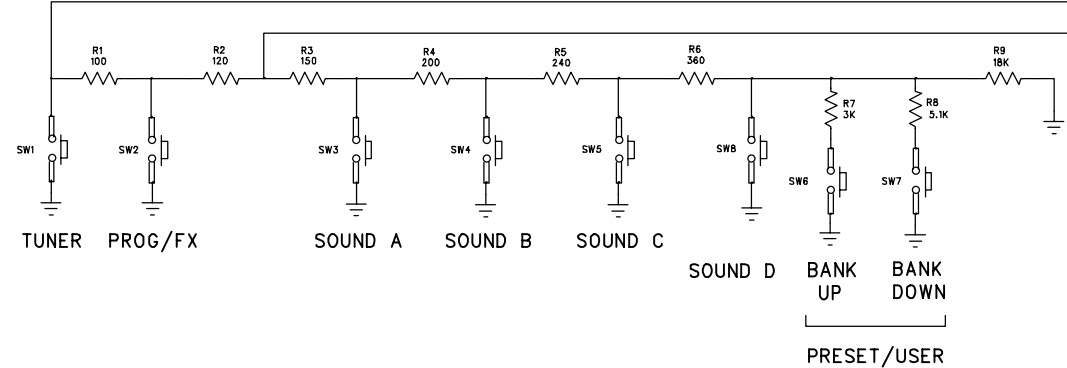 R1
100
R2
120
R3
150
R4
200
R5
240
R6
360
R9
18K
R7
3K
R8
5.1K
SW1
SW2
SW3
SW4
SW5
SW8
SW6
SW7
TUNER
PROG/FX
SOUND A
SOUND B
SOUND C
SOUND D
BANK
UP
BANK
DOWN
PRESET/USER